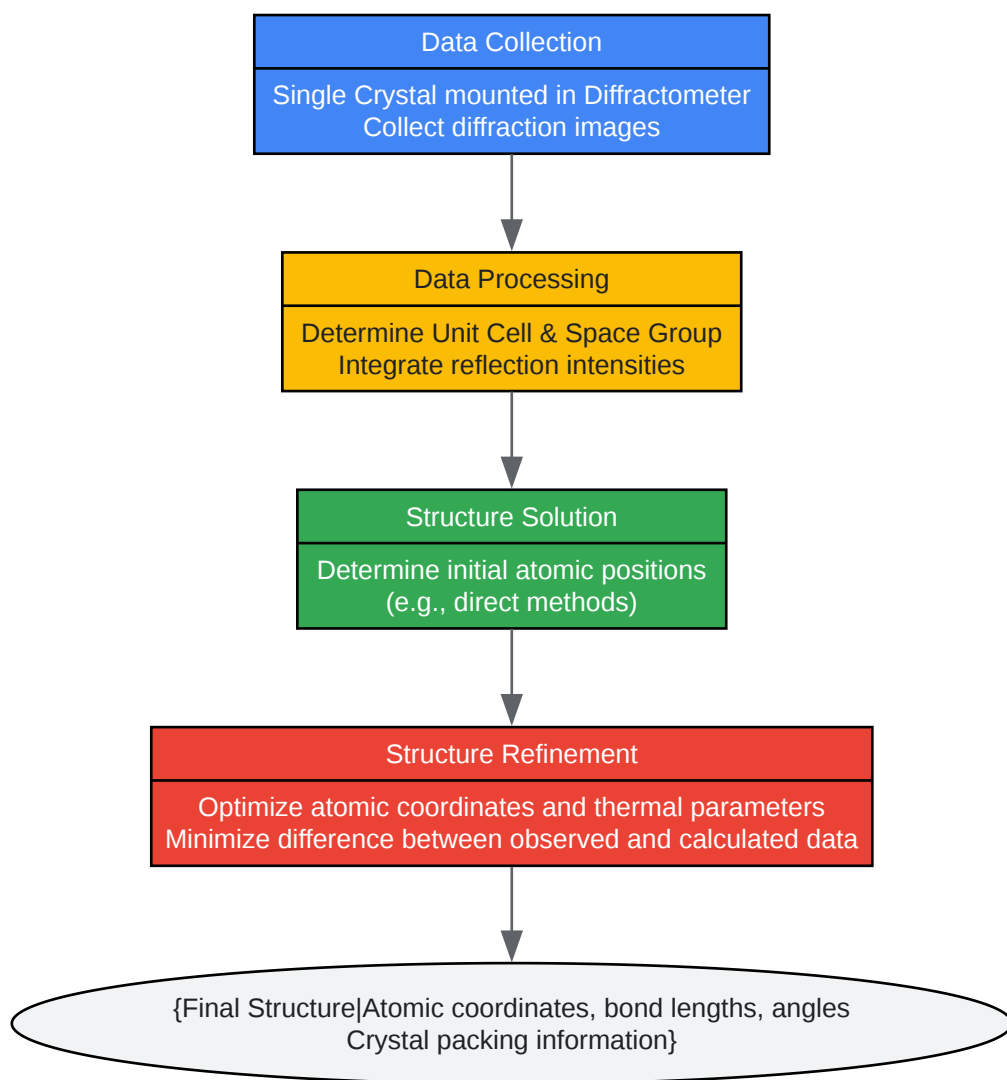 Data Collection
Single Crystal mounted in Diffractometer
Collect diffraction images
Data Processing
Determine Unit Cell & Space Group
Integrate reflection intensities
Structure Solution
Determine initial atomic positions
(e.g., direct methods)
Structure Refinement
Optimize atomic coordinates and thermal parameters
Minimize difference between observed and calculated data
{Final Structure|Atomic coordinates, bond lengths, angles
Crystal packing information}